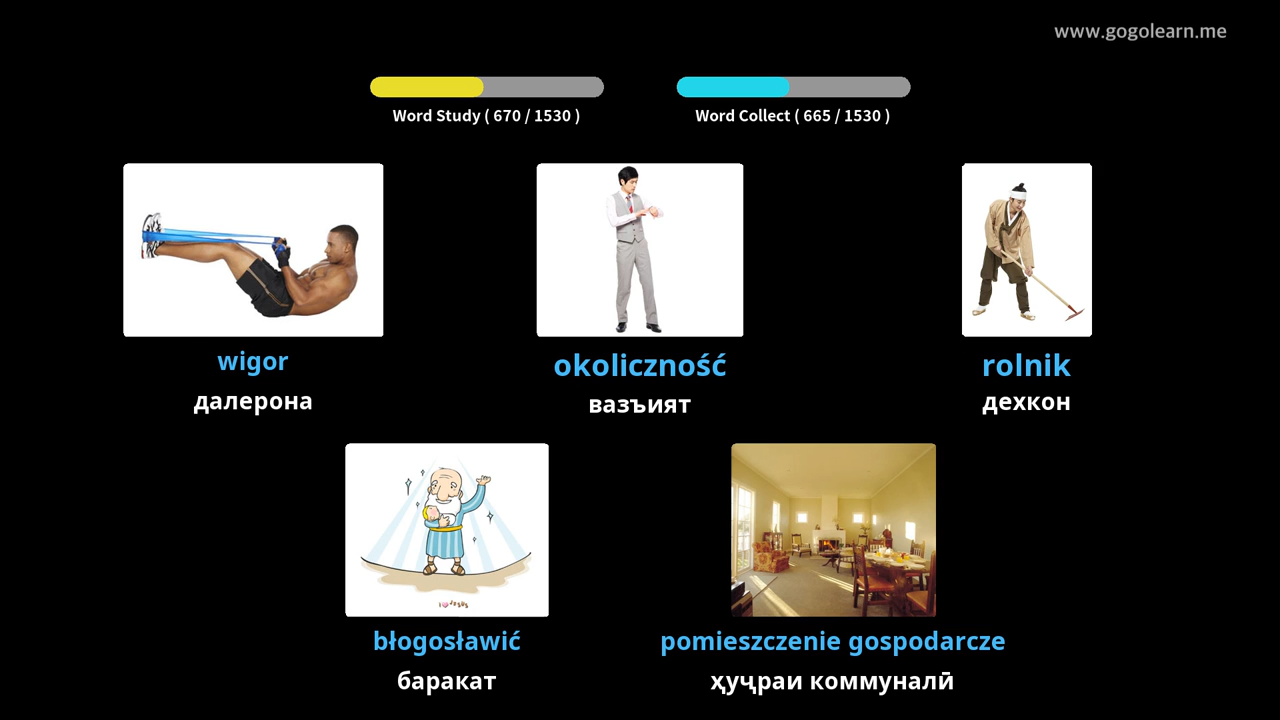 www.gogolearn.me
Word Study ( 670 / 1530 )
Word Collect ( 665 / 1530 )
wigor
далерона
okoliczność
вазъият
rolnik
дехкон
I JESUS
błogosławić
баракат
pomieszczenie gospodarcze
ҳуҷраи коммуналӣ